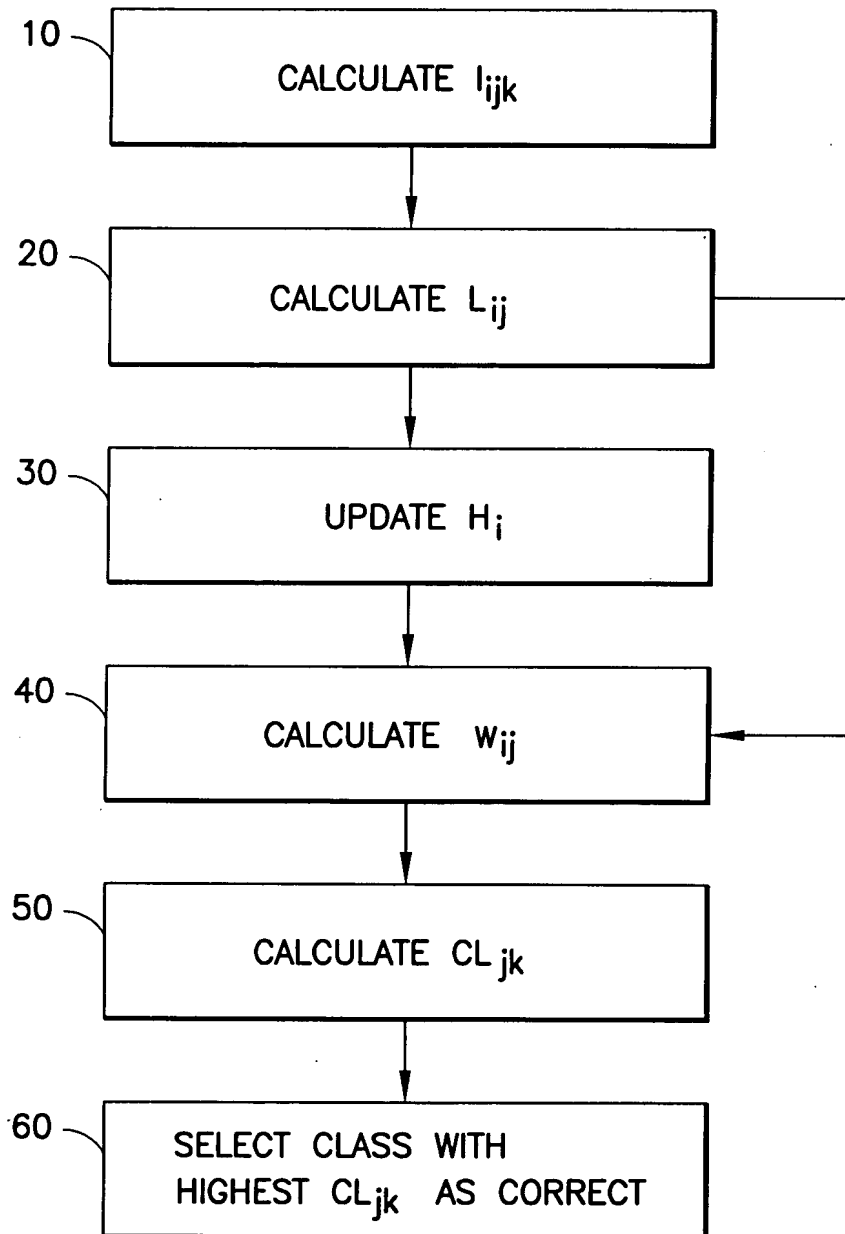 10
CALCULATE I_ijk
20
CALCULATE L_ij
30
UPDATE H_i
40
CALCULATE W_ij
50
CALCULATE CL_jk
60
SELECT CLASS WITH
HIGHEST CL_jk AS CORRECT